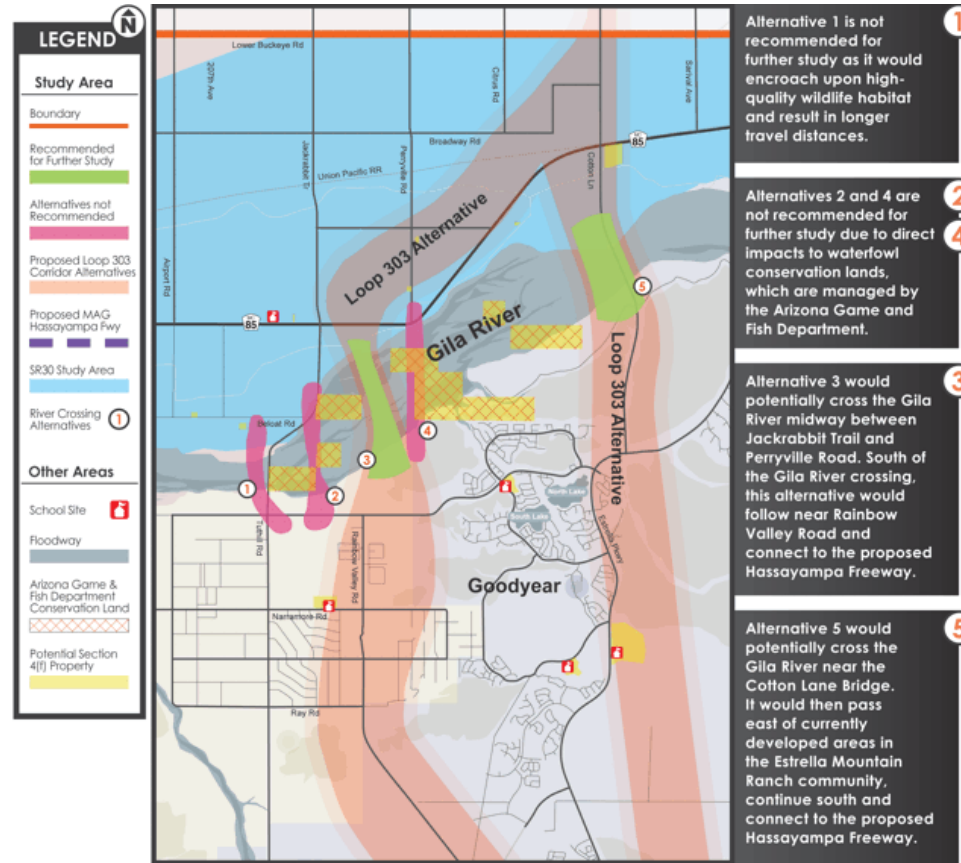 N
LEGEND
Study Area
Boundary
Recommended
for Further Study
Alternatives not
Recommended
Proposed Loop 303
Corridor Alternatives
Proposed MAG
Hassayampa Fwy
SR30 Study Area
River Crossing
Alternatives 1
Other Areas
School Site
Floodway
Arizona Game &
Fish Department
Conservation Land
Potential Section
4(f) Property
Lower Buckeye Rd
207th Ave
Citrus Rd
Sarival Ave
Broadway Rd
85
Jackrabbit Tr
Perryville Rd
Union Pacific RR
Cotton Ln
Loop 303 Alternative
Airport Rd
85
Gila River
5
Loop 303 Alternative
Beloat Rd
4
3
1
2
Tuthill Rd
Rainbow Valley Rd
North Lake
South Lake
Estrella Pkwy
Goodyear
Narramore Rd
Ray Rd
Alternative 1 is not
recommended for
further study as it would
encroach upon high-
quality wildlife habitat
and result in longer
travel distances.
1
Alternatives 2 and 4 are
not recommended for
further study due to direct
impacts to waterfowl
conservation lands,
which are managed by
the Arizona Game and
Fish Department.
2
4
Alternative 3 would
potentially cross the Gila
River midway between
Jackrabbit Trail and
Perryville Road. South of
the Gila River crossing,
this alternative would
follow near Rainbow
Valley Road and
connect to the proposed
Hassayampa Freeway.
3
Alternative 5 would
potentially cross the
Gila River near the
Cotton Lane Bridge.
It would then pass
east of currently
developed areas in
the Estrella Mountain
Ranch community,
continue south and
connect to the proposed
Hassayampa Freeway.
5